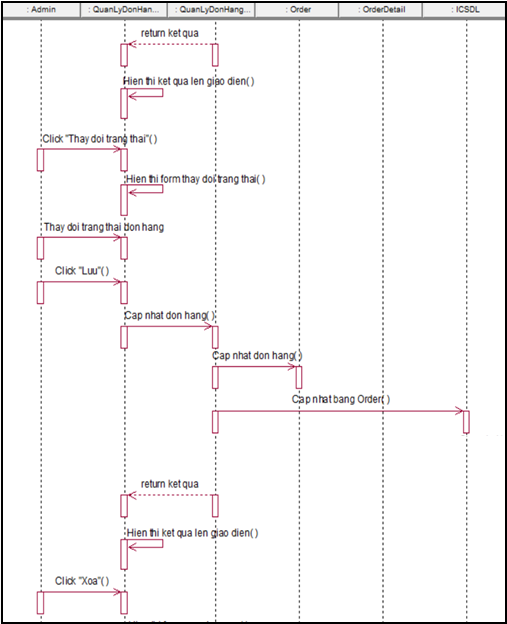 : Admin
: QuanLyDonHan...
: QuanLyDonHang...
: Order
: OrderDetail
: ICSDL
return ket qua
Hien thi ket qua len giao dien( )
Click "Thay doi trang thai"( )
Hien thi form thay doi trang thai( )
Thay doi trang thai don hang
Click "Luu"( )
Cap nhat don hang( )
Cap nhat don hang( )
Cap nhat bang Order( )
return ket qua
Hien thi ket qua len giao dien( )
Click "Xoa"( )